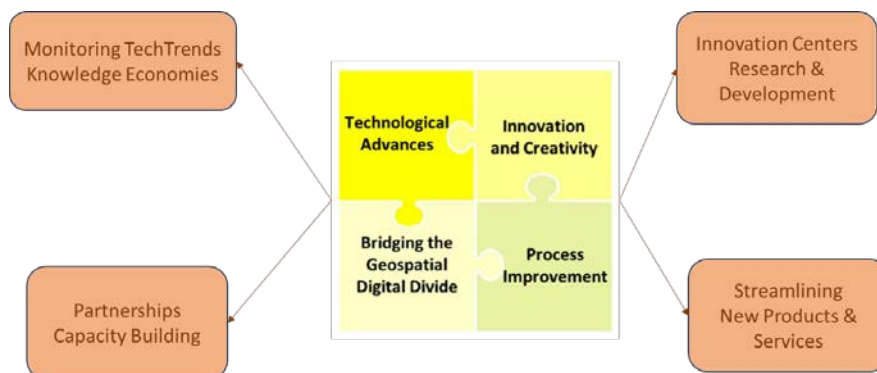 Monitoring TechTrends
Knowledge Economies
Innovation Centers
Research &
Development
Technological
Advances
Innovation
and Creativity
Bridging the
Geospatial
Digital Divide
Process
Improvement
Partnerships
Capacity Building
Streamlining
New Products &
Services